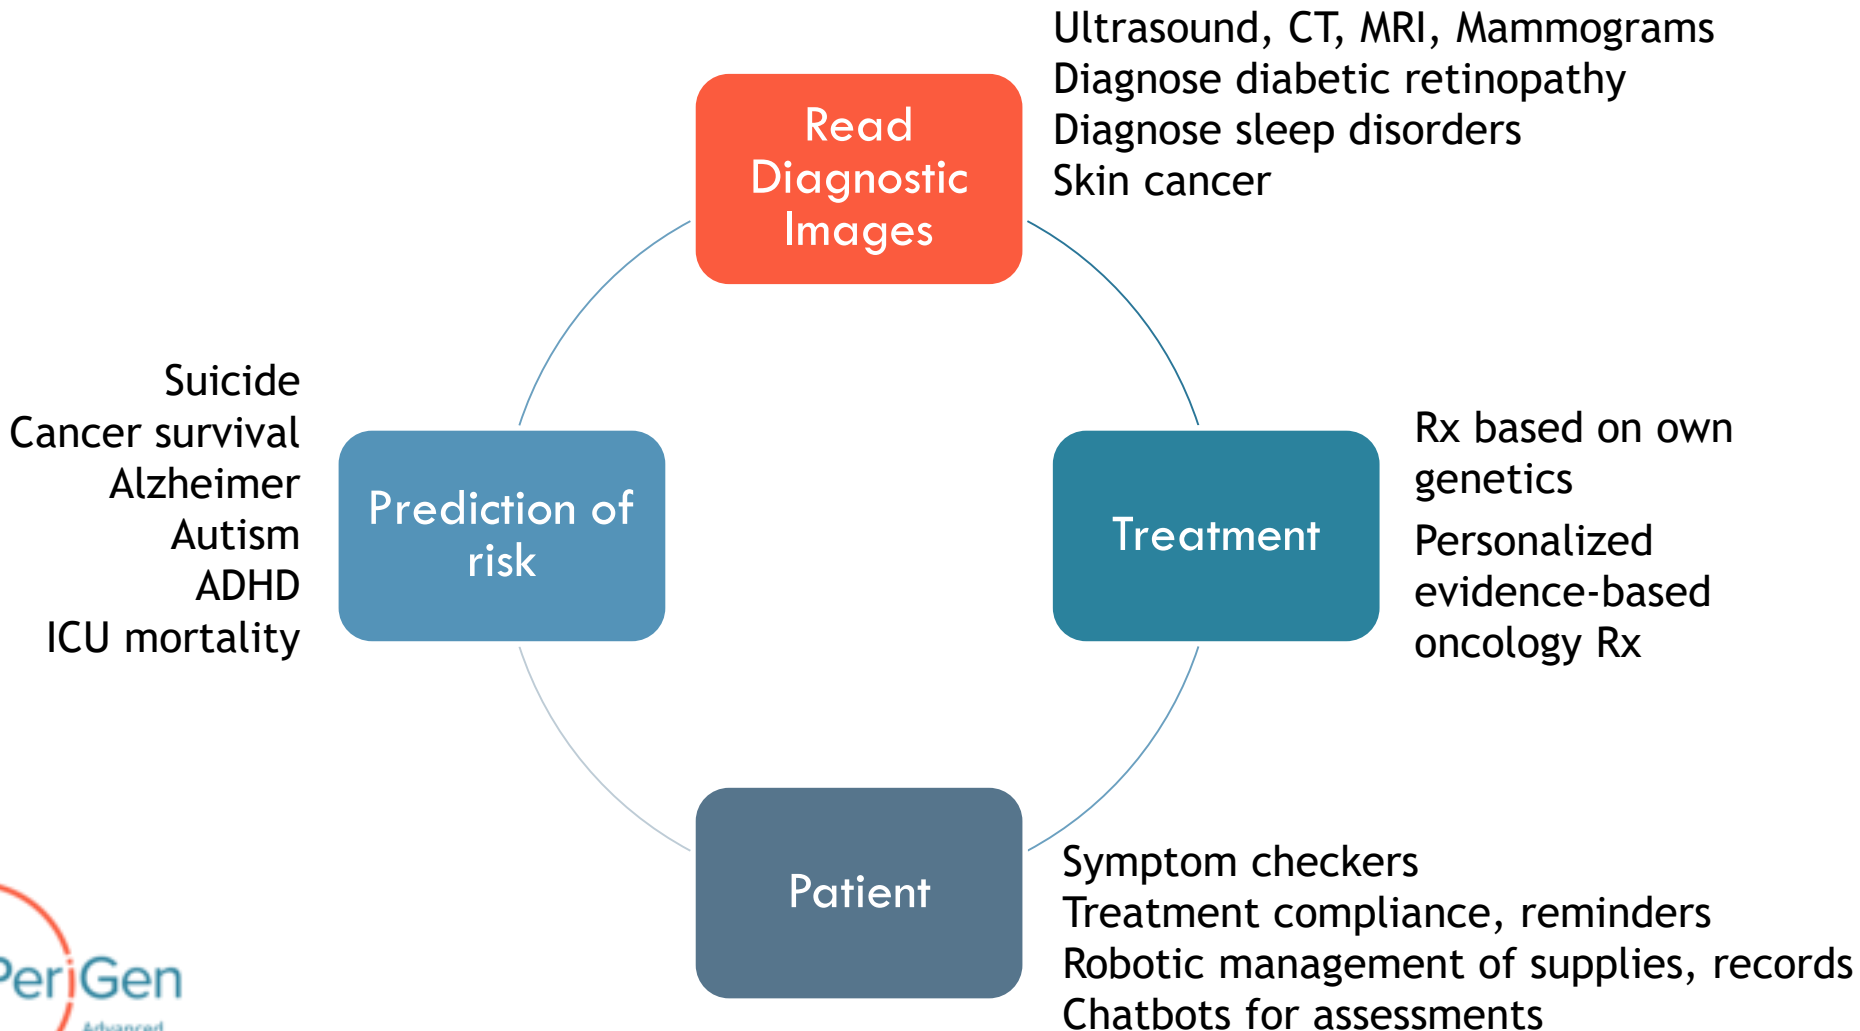 Ultrasound, CT, MRI, Mammograms
Diagnose diabetic retinopathy
Diagnose sleep disorders
Skin cancer
Read
Diagnostic
Images
Suicide
Cancer survival
Alzheimer
Autism
ADHD
ICU mortality
Prediction of
risk
Treatment
Rx based on own
genetics
Personalized
evidence-based
oncology Rx
Patient
Symptom checkers
Treatment compliance, reminders
Robotic management of supplies, records
Chatbots for assessments
PeriGen
Advanced